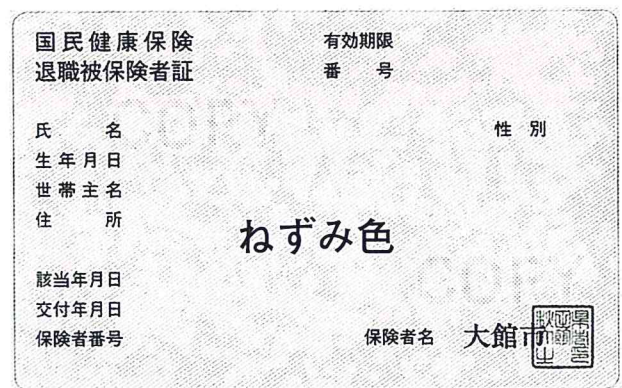 国民健康保険
退職被保険者証
有効期限
番　号
氏　名
性　別
生年月日
世帯主名
住　所
ねずみ色
該当年月日
交付年月日
保険者番号
保険者名　大館市
COPY
COPY